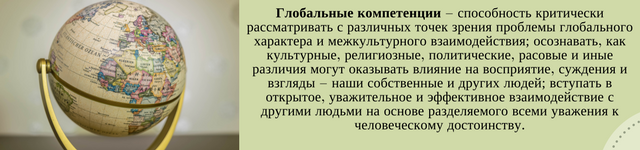 Глобальные компетенции – способность критически
рассматривать с различных точек зрения проблемы глобального
характера и межкультурного взаимодействия; осознавать, как
культурные, религиозные, политические, расовые и иные
различия могут оказывать влияние на восприятие, суждения и
взгляды – наши собственные и других людей; вступать в
открытое, уважительное и эффективное взаимодействие с
другими людьми на основе разделяемого всеми уважения к
человеческому достоинству.